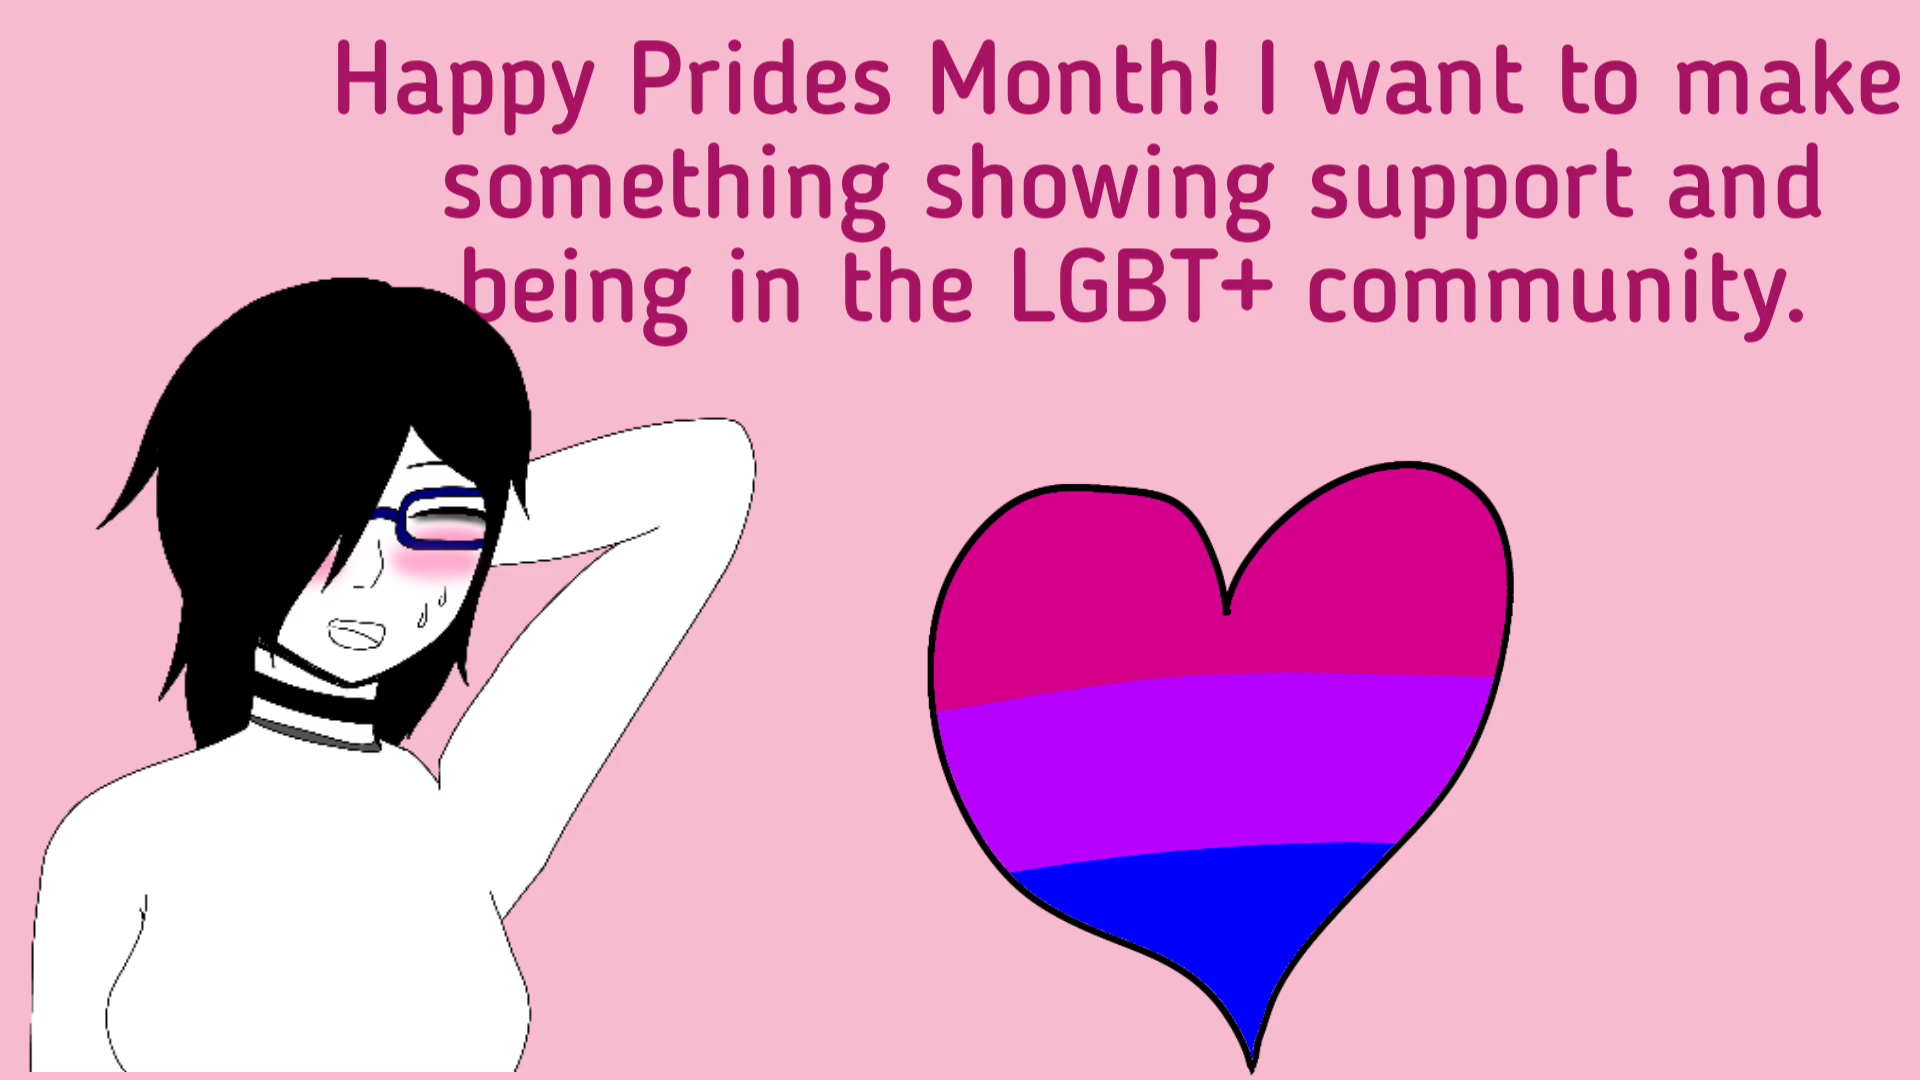 Happy Prides Month! I want to make
something showing support and
being in the LGBT+ community.